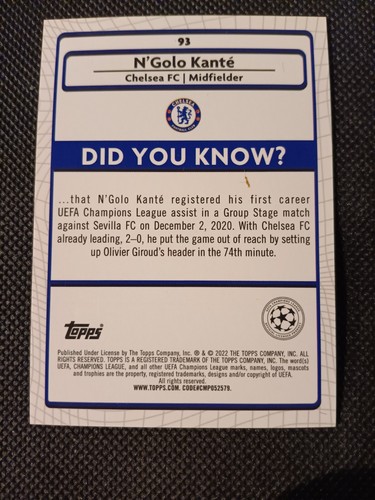 93
N'Golo Kanté
Chelsea FC | Midfielder
CHELSEA
FOOTBALL CLUB
DID YOU KNOW?
...that N'Golo Kanté registered his first career
UEFA Champions League assist in a Group Stage match
against Sevilla FC on December 2, 2020. With Chelsea FC
already leading, 2–0, he put the game out of reach by setting
up Olivier Giroud's header in the 74th minute.
Topps
Published Under License by The Topps Company, Inc. ® & © 2022 THE TOPPS COMPANY, INC. ALL
RIGHTS RESERVED. TOPPS IS A REGISTERED TRADEMARK OF THE TOPPS COMPANY, INC. The word(s)
UEFA, CHAMPIONS LEAGUE, and all other UEFA Champions League marks, names, logos, mascots
and trophies are the property, registered trademarks, designs and/or copyright of UEFA.
All rights reserved.
WWW.TOPPS.COM. CODE#CMP052579.